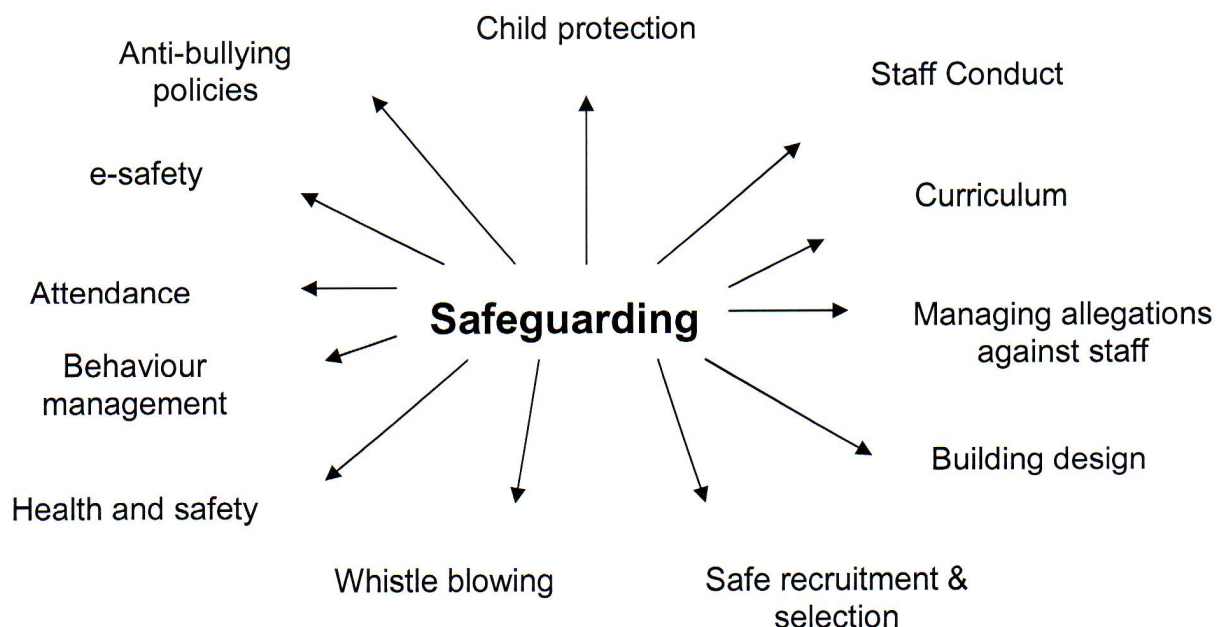 Child protection
Anti-bullying
policies
Staff Conduct
e-safety
Curriculum
Attendance
Safeguarding
Managing allegations
against staff
Behaviour
management
Building design
Health and safety
Whistle blowing
Safe recruitment &
selection